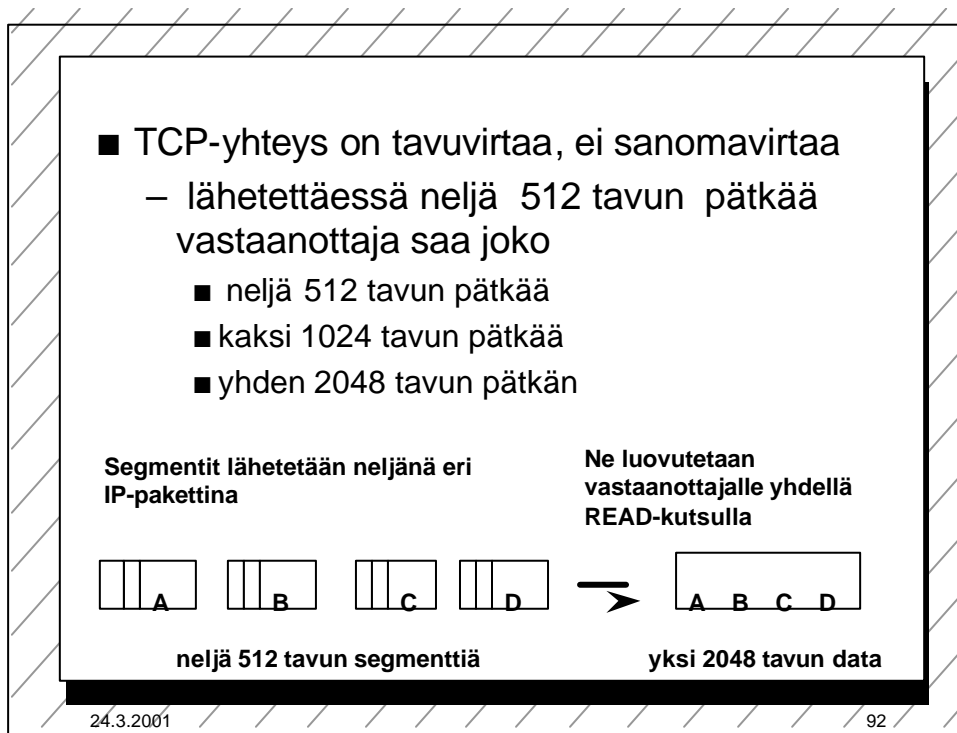 ■ TCP-yhteys on tavuvirtaa, ei sanomavirtaa
– lähetettäessä neljä 512 tavun pätkää
vastaanottaja saa joko
■ neljä 512 tavun pätkää
■ kaksi 1024 tavun pätkää
■ yhden 2048 tavun pätkän
Segmentit lähetetään neljänä eri
IP-pakettina
Ne luovutetaan
vastaanottajalle yhdellä
READ-kutsulla
A B C D
A B C D
neljä 512 tavun segmenttiä
yksi 2048 tavun data
24.3.2001
92